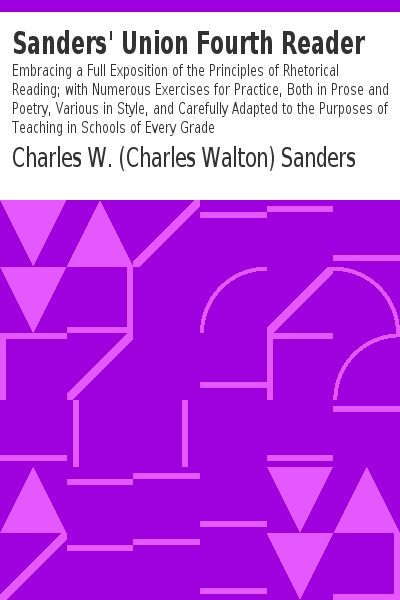 Sanders' Union Fourth Reader
Embracing a Full Exposition of the Principles of Rhetorical
Reading; with Numerous Exercises for Practice, Both in Prose and
Poetry, Various in Style, and Carefully Adapted to the Purposes of
Teaching in Schools of Every Grade
Charles W. (Charles Walton) Sanders